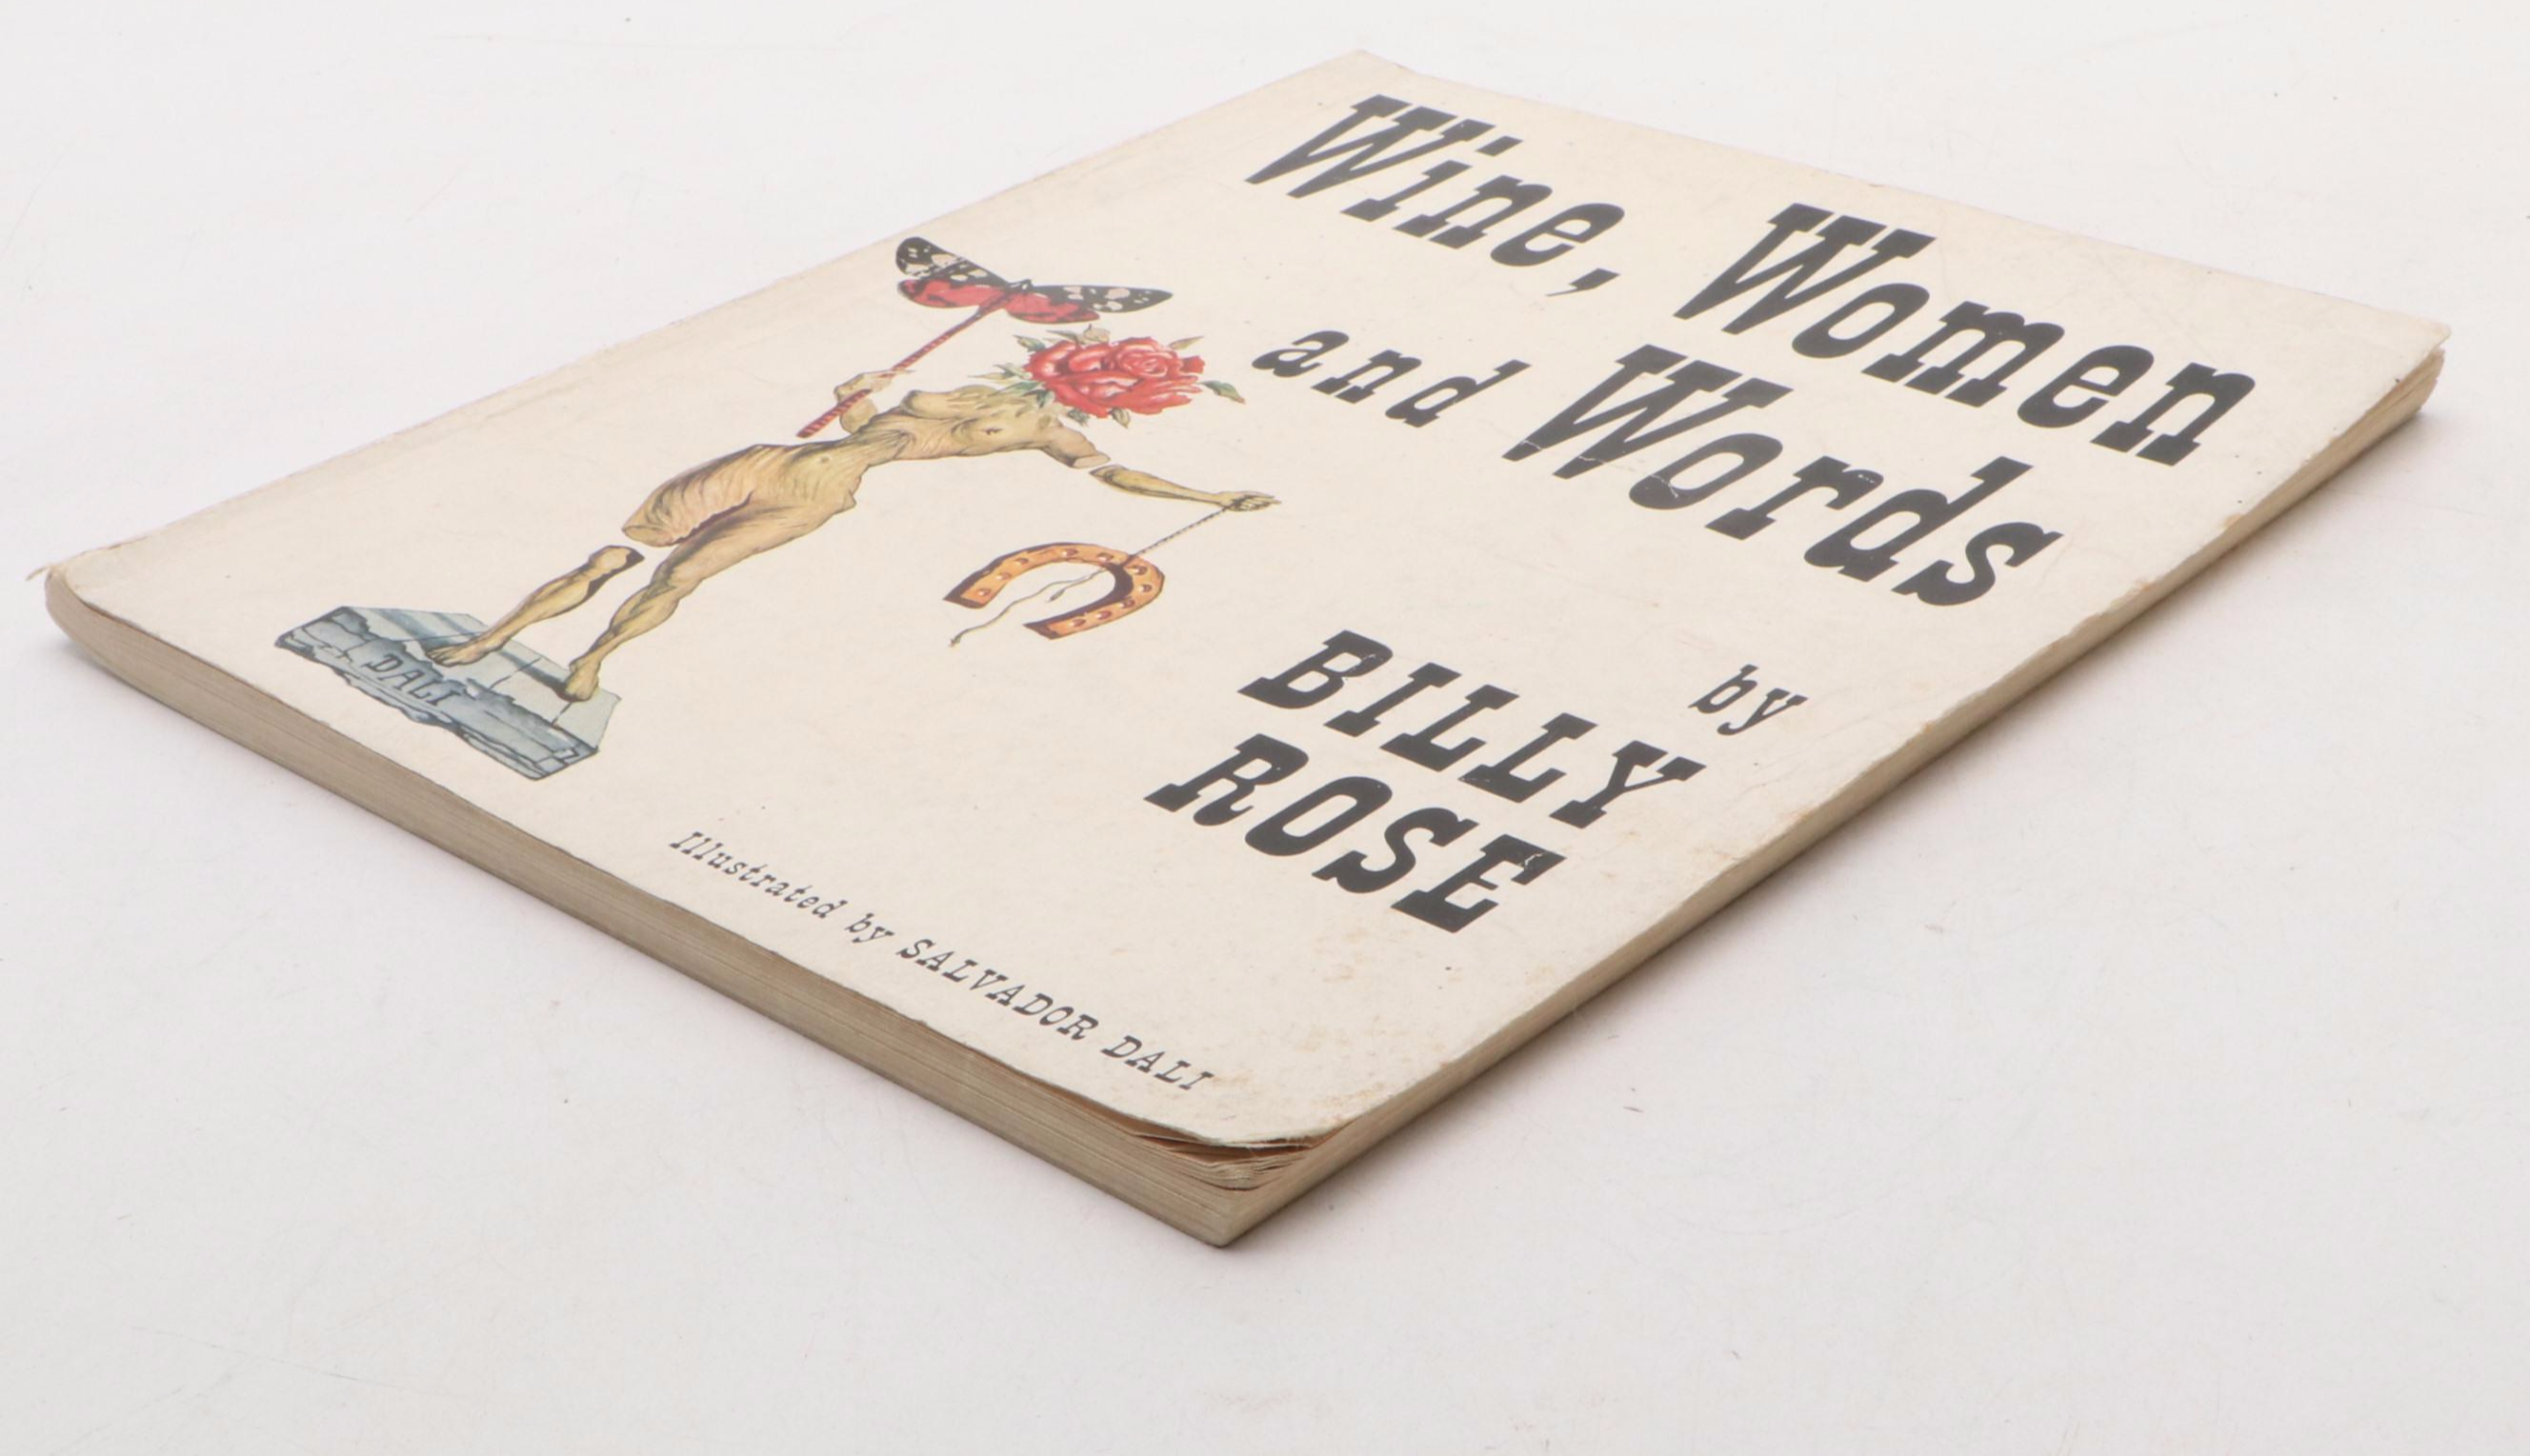 Wine, Women
and Words
by
BILLY
ROSE
DALI
Illustrated by SALVADOR DALI